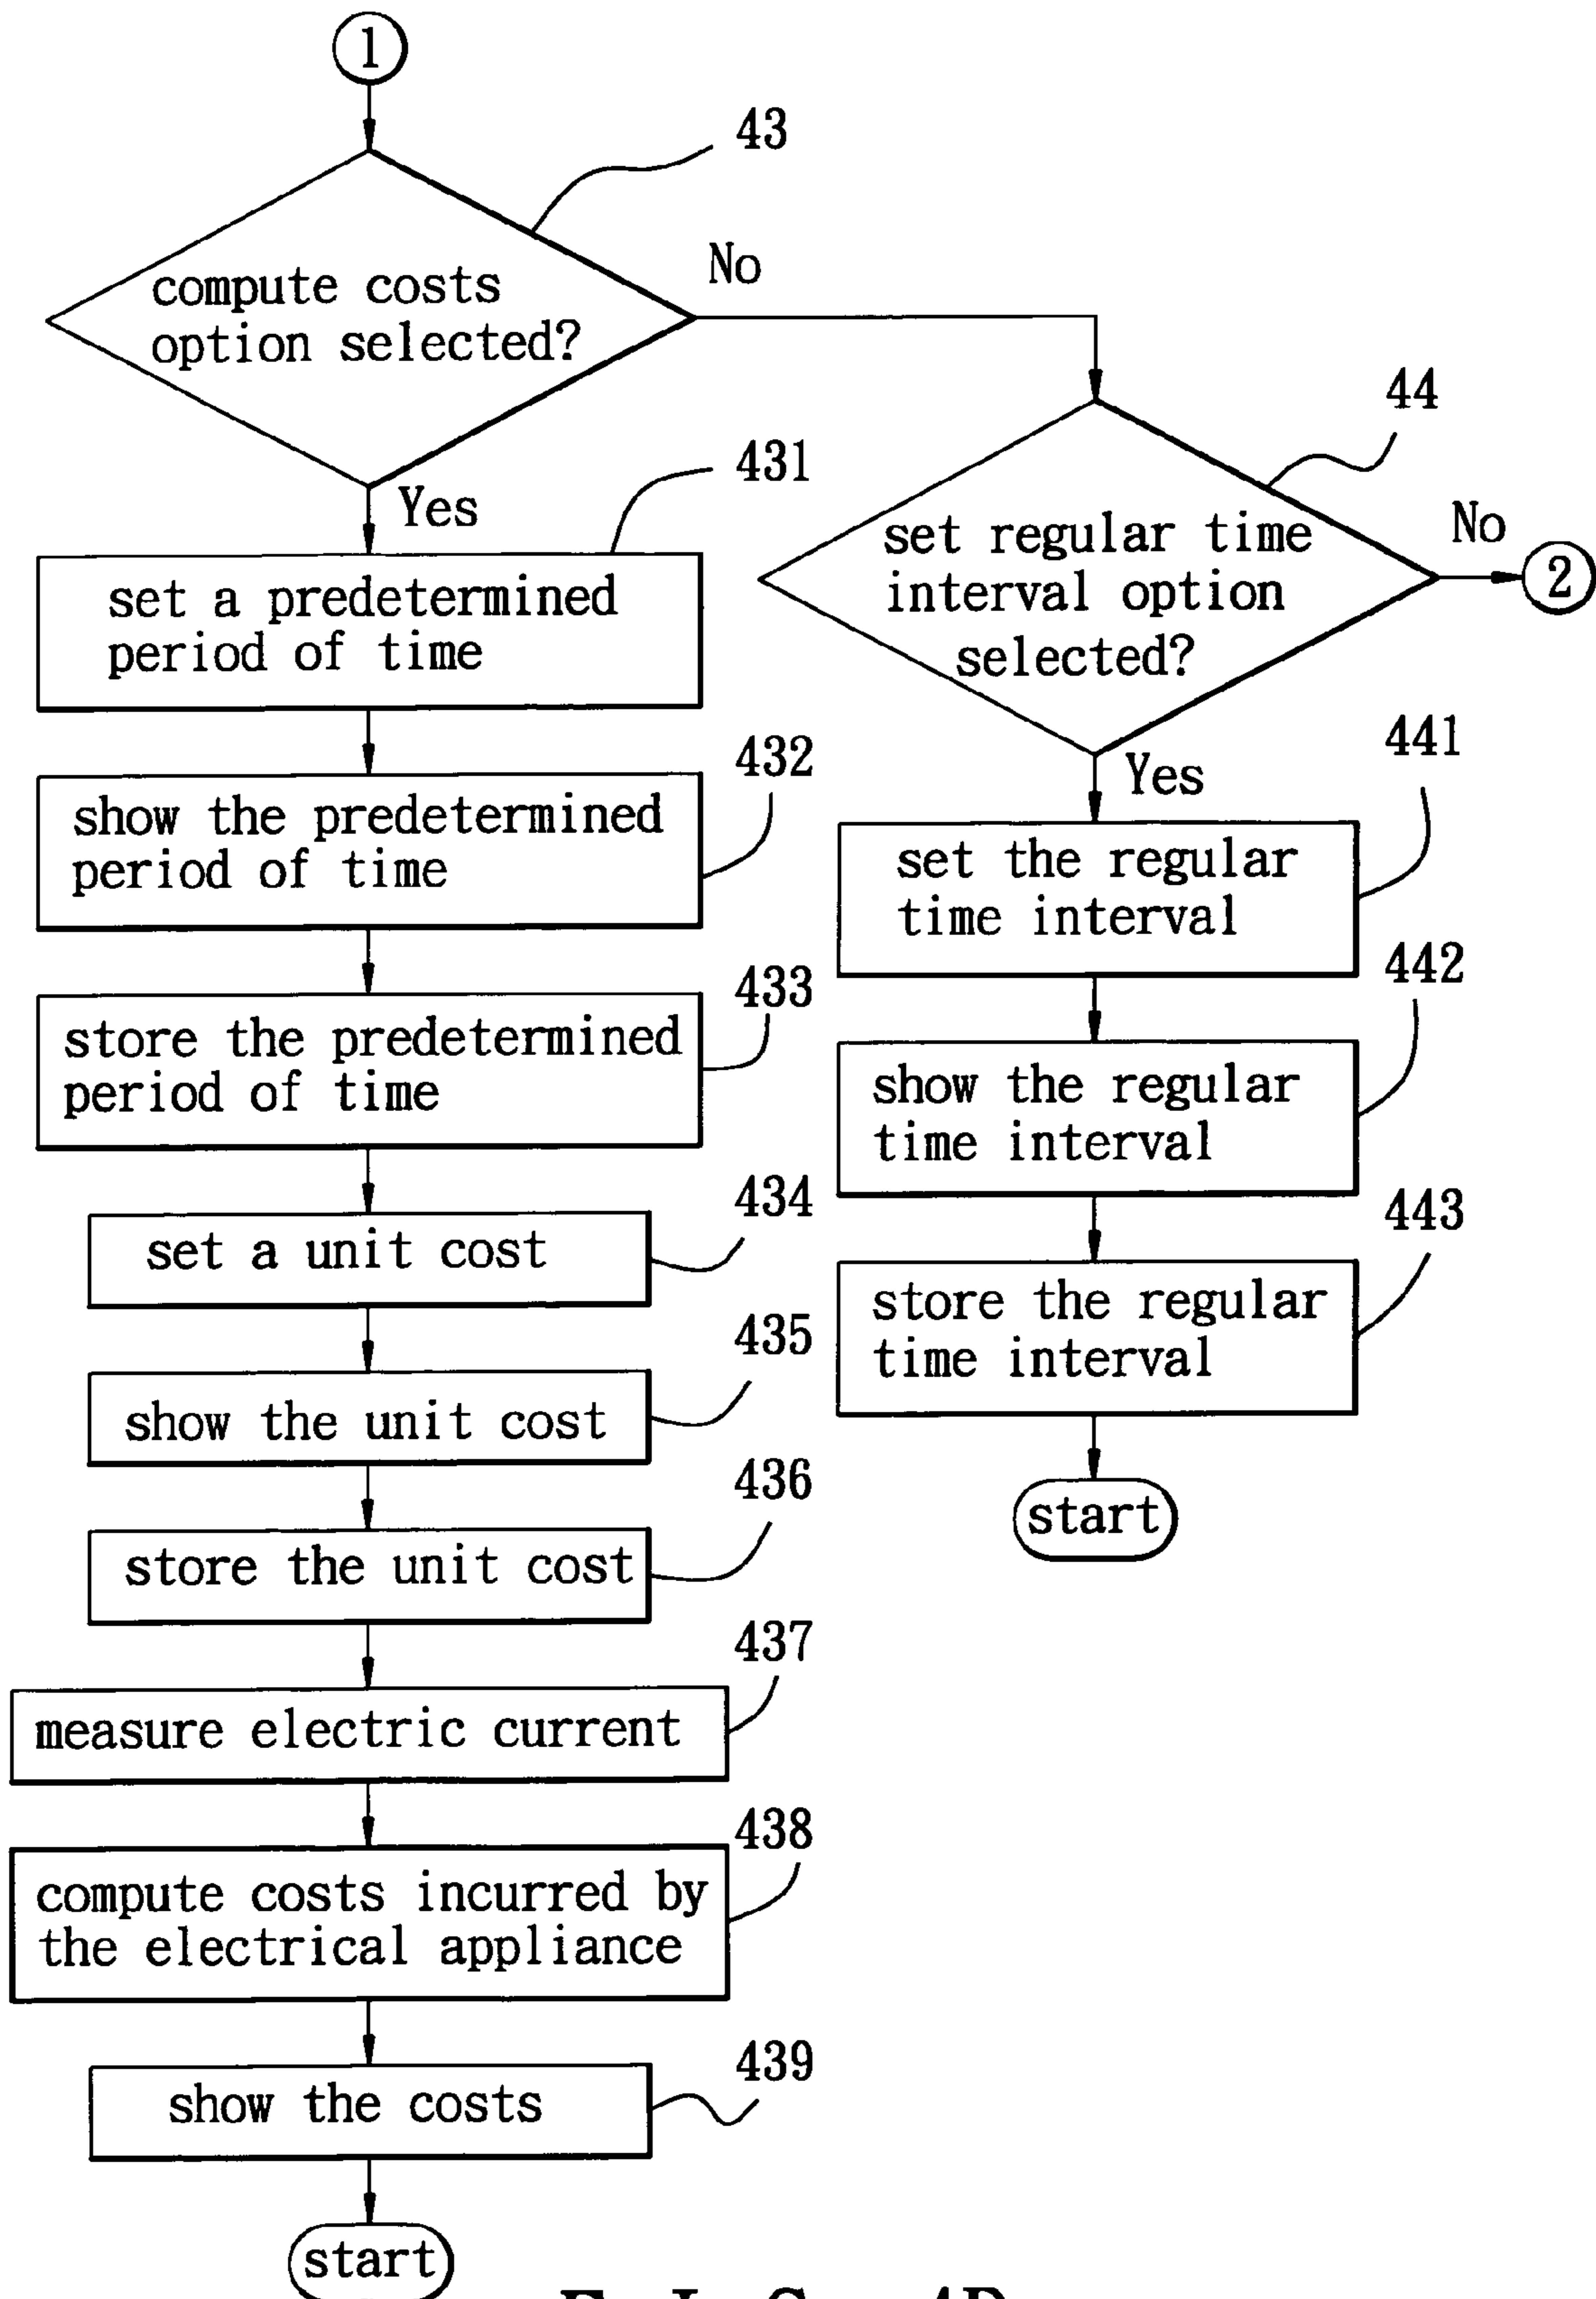 1
43
compute costs
option selected?
No
Yes
431
set a predetermined
period of time
432
show the predetermined
period of time
433
store the predetermined
period of time
434
set a unit cost
435
show the unit cost
436
store the unit cost
437
measure electric current
438
compute costs incurred by
the electrical appliance
439
show the costs
start
44
set regular time
interval option
selected?
No
2
Yes
441
set the regular
time interval
442
show the regular
time interval
443
store the regular
time interval
start